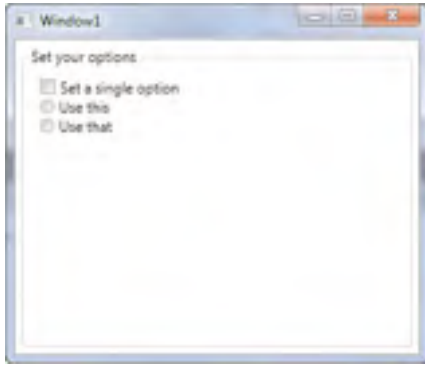 Window1
Set your options
Set a single option
Use this
Use that